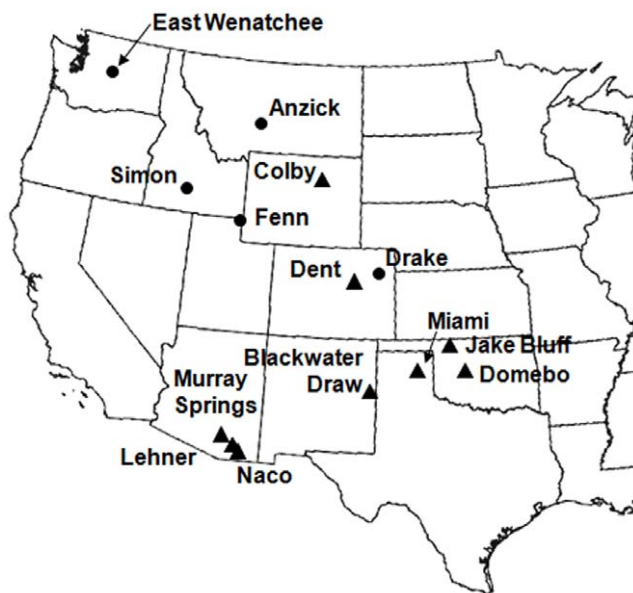 East Wenatchee
Anzick
Simon
Colby
Fenn
Dent
Drake
Miami
Jake Bluff
Blackwater
Draw
Domebo
Murray
Springs
Lehner
Naco